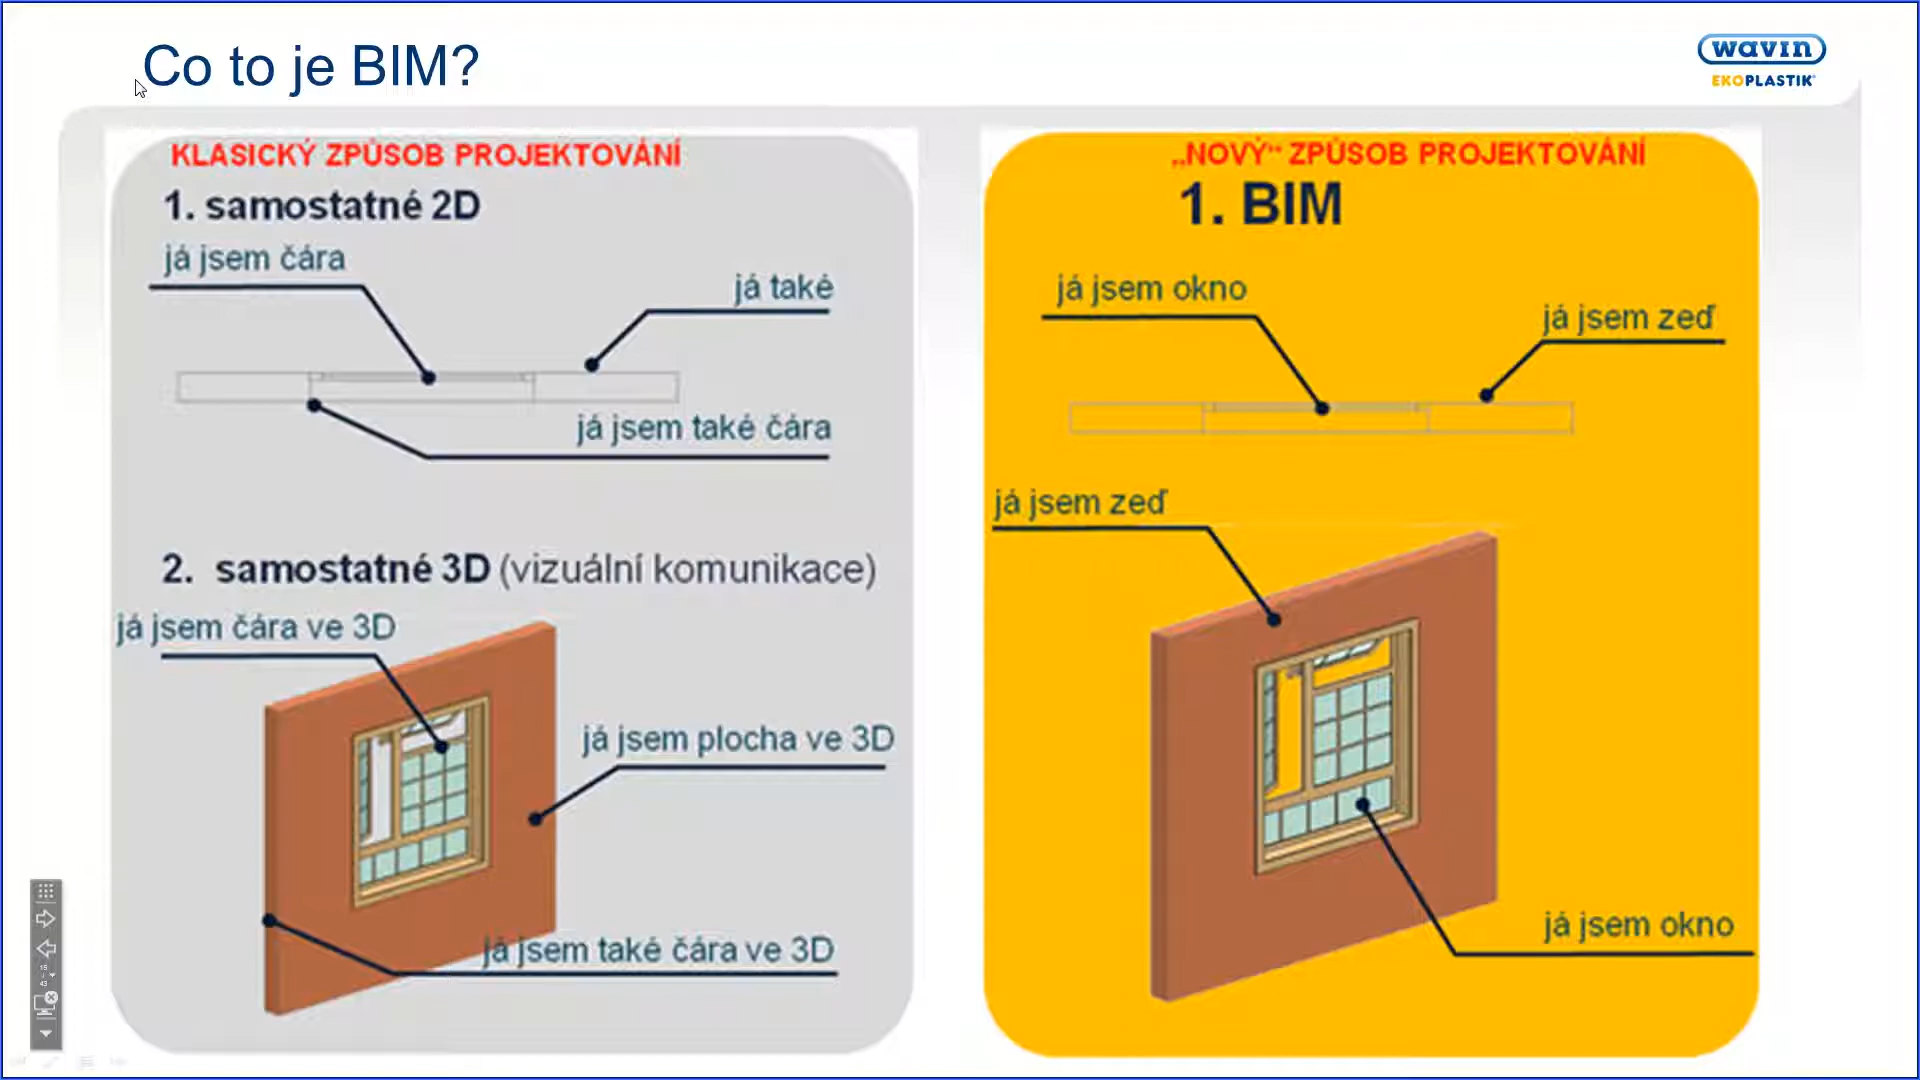 Co to je BIM?
wavin
EKOPLASTIK
KLASICKÝ ZPŮSOB PROJEKTOVÁNÍ
1. samostatné 2D
já jsem čára
já také
já jsem také čára
2. samostatné 3D (vizuální komunikace)
já jsem čára ve 3D
já jsem plocha ve 3D
já jsem také čára ve 3D
„NOVÝ“ ZPŮSOB PROJEKTOVÁNÍ
1. BIM
já jsem okno
já jsem zeď
já jsem zeď
já jsem okno